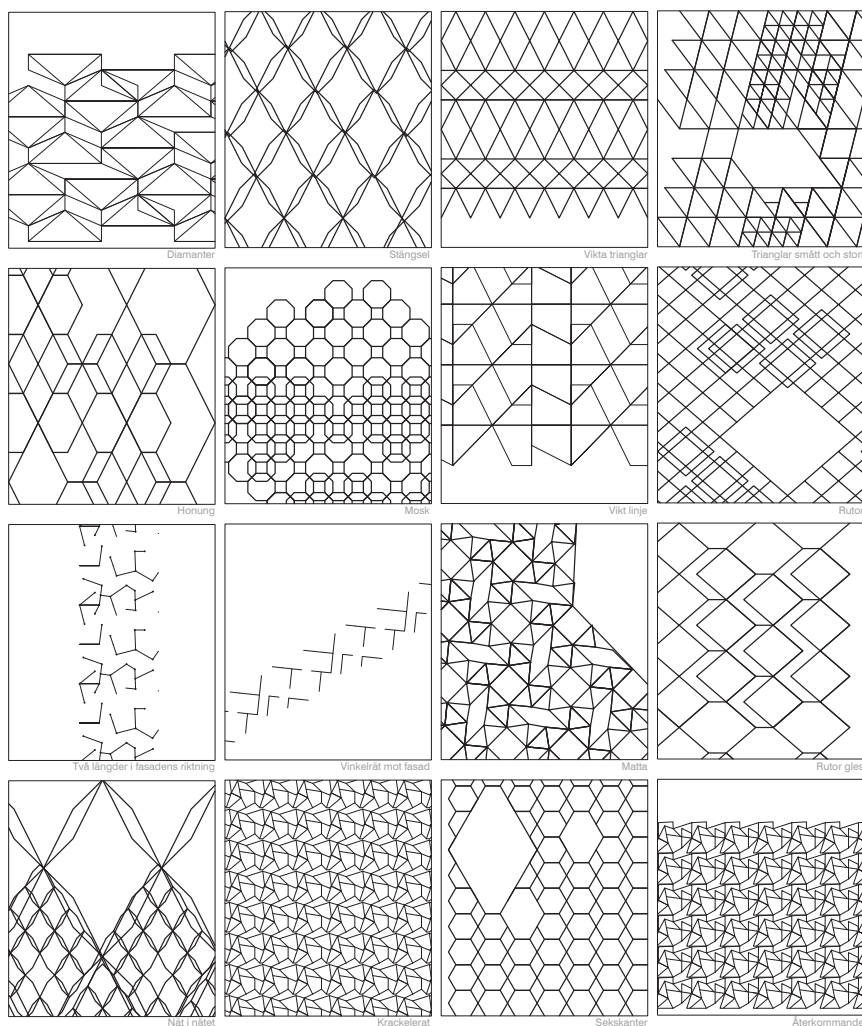 Diamanter
Stängsel
Vikta trianglar
Trianglar smått och stort
Honung
Mosk
Vikt linje
Rutor
Två längder i fasadens riktning
Vinkelrät mot fasad
Matta
Rutor gles
Nät i nätet
Krackelerat
Sekskanter
Återkommande